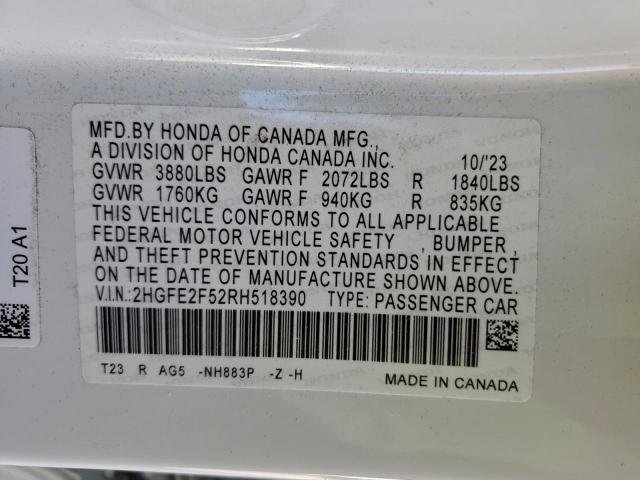 MFD.BY HONDA OF CANADA MFG.,
A DIVISION OF HONDA CANADA INC. 10/'23
GVWR 3880LBS GAWR F 2072LBS R 1840LBS
GVWR 1760KG GAWR F 940KG R 835KG
THIS VEHICLE CONFORMS TO ALL APPLICABLE
FEDERAL MOTOR VEHICLE SAFETY , BUMPER ,
AND THEFT PREVENTION STANDARDS IN EFFECT
ON THE DATE OF MANUFACTURE SHOWN ABOVE.
V.I.N.:2HGFE2F52RH518390 TYPE: PASSENGER CAR
T23 R AG5 -NH883P -Z -H
MADE IN CANADA
T20 A1